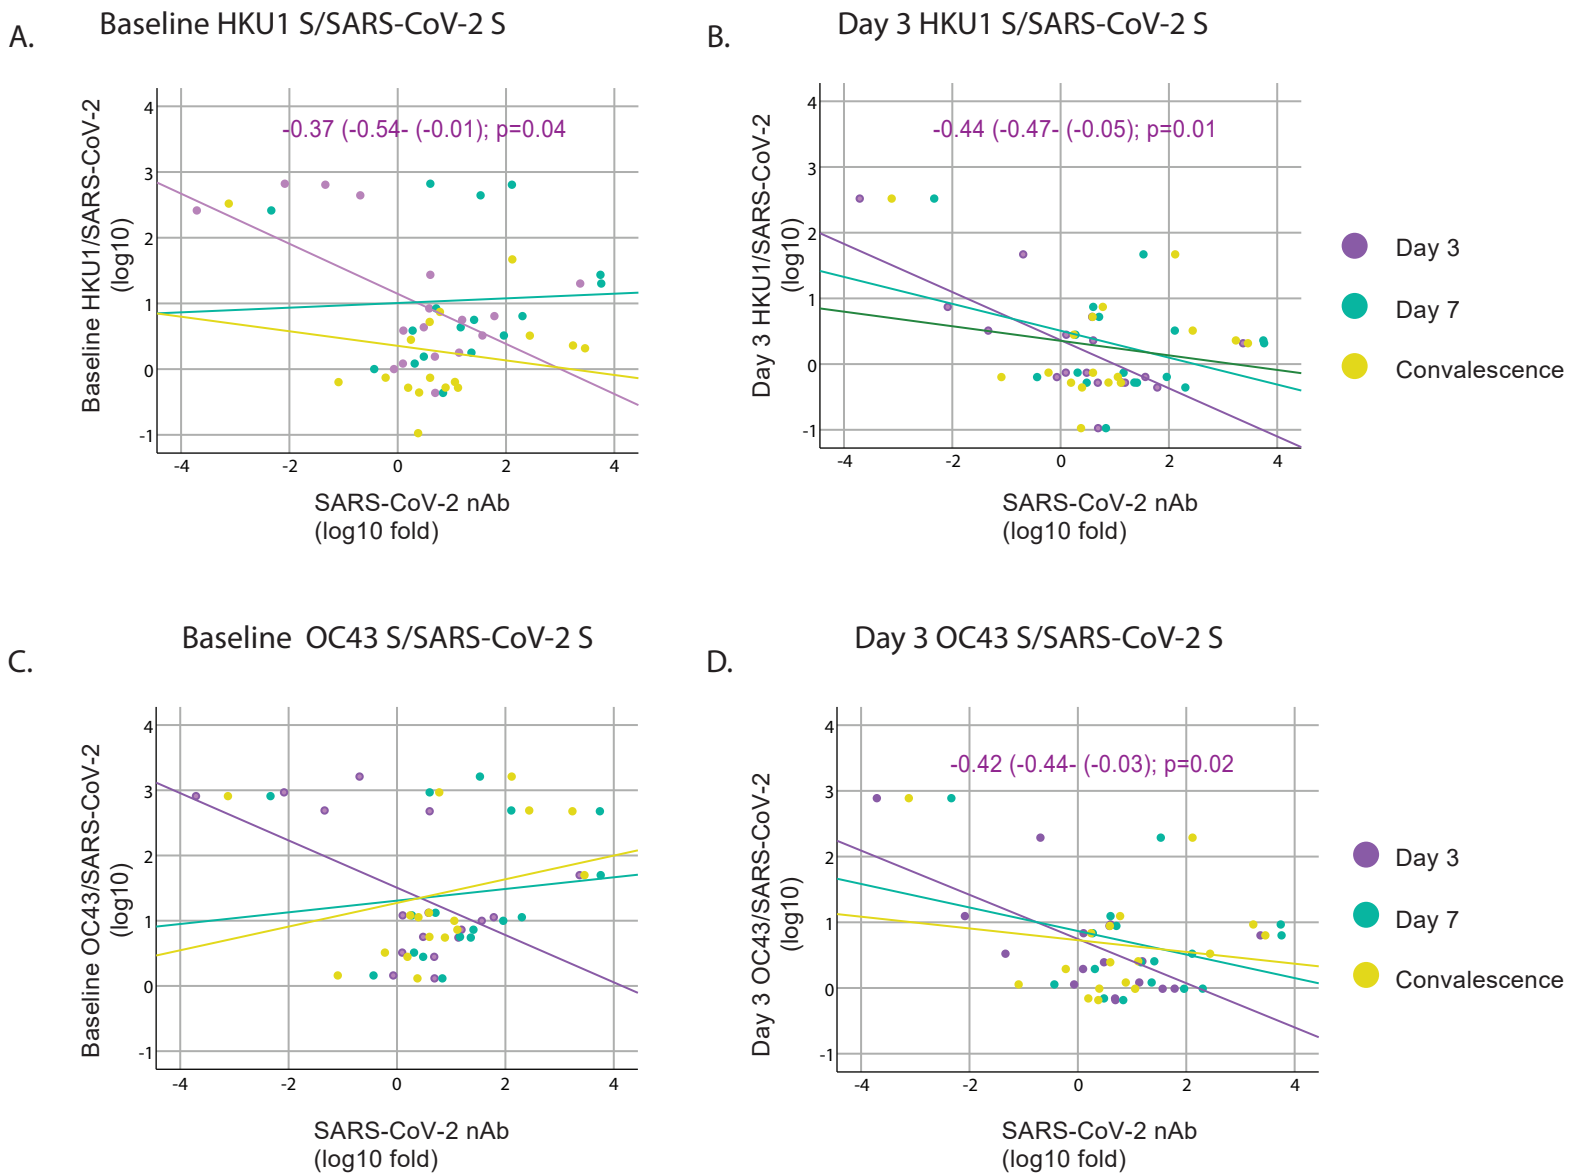 A.
Baseline HKU1 S/SARS-CoV-2 S
Baseline HKU1/SARS-CoV-2
(log10)
4
3
2
1
0
-1
-0.37 (-0.54- (-0.01); p=0.04
-4
-2
0
2
4
SARS-CoV-2 nAb
(log10 fold)
B.
Day 3 HKU1 S/SARS-CoV-2 S
Day 3 HKU1/SARS-CoV-2
(log10)
4
3
2
1
0
-1
-0.44 (-0.47- (-0.05); p=0.01
-4
-2
0
2
4
SARS-CoV-2 nAb
(log10 fold)
Day 3
Day 7
Convalescence
C.
Baseline OC43 S/SARS-CoV-2 S
Baseline OC43/SARS-CoV-2
(log10)
4
3
2
1
0
-1
-4
-2
0
2
4
SARS-CoV-2 nAb
(log10 fold)
D.
Day 3 OC43 S/SARS-CoV-2 S
Day 3 OC43/SARS-CoV-2
(log10)
4
3
2
1
0
-1
-0.42 (-0.44- (-0.03); p=0.02
-4
-2
0
2
4
SARS-CoV-2 nAb
(log10 fold)
Day 3
Day 7
Convalescence